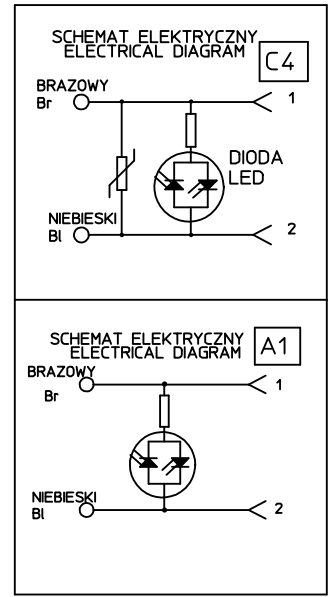 SCHEMAT ELEKTRYCZNY
ELECTRICAL DIAGRAM
C4
BRAZOWY
Br
1
DIODA
LED
NIEBIESKI
Bl
2
SCHEMAT ELEKTRYCZNY
ELECTRICAL DIAGRAM
A1
BRAZOWY
Br
1
NIEBIESKI
Bl
2